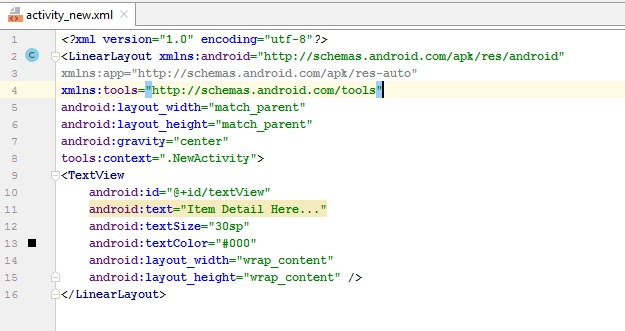 activity_new.xml
1 <?xml version="1.0" encoding="utf-8"?>
2 C <LinearLayout xmlns:android="http://schemas.android.com/apk/res/android"
3 xmlns:app="http://schemas.android.com/apk/res-auto"
4 xmlns:tools="http://schemas.android.com/tools"
5 android:layout_width="match_parent"
6 android:layout_height="match_parent"
7 android:gravity="center"
8 tools:context=".NewActivity">
9 <TextView
10 android:id="@+id/textView"
11 android:text="Item Detail Here..."
12 android:textSize="30sp"
13 android:textColor="#000"
14 android:layout_width="wrap_content"
15 android:layout_height="wrap_content" />
16 </LinearLayout>